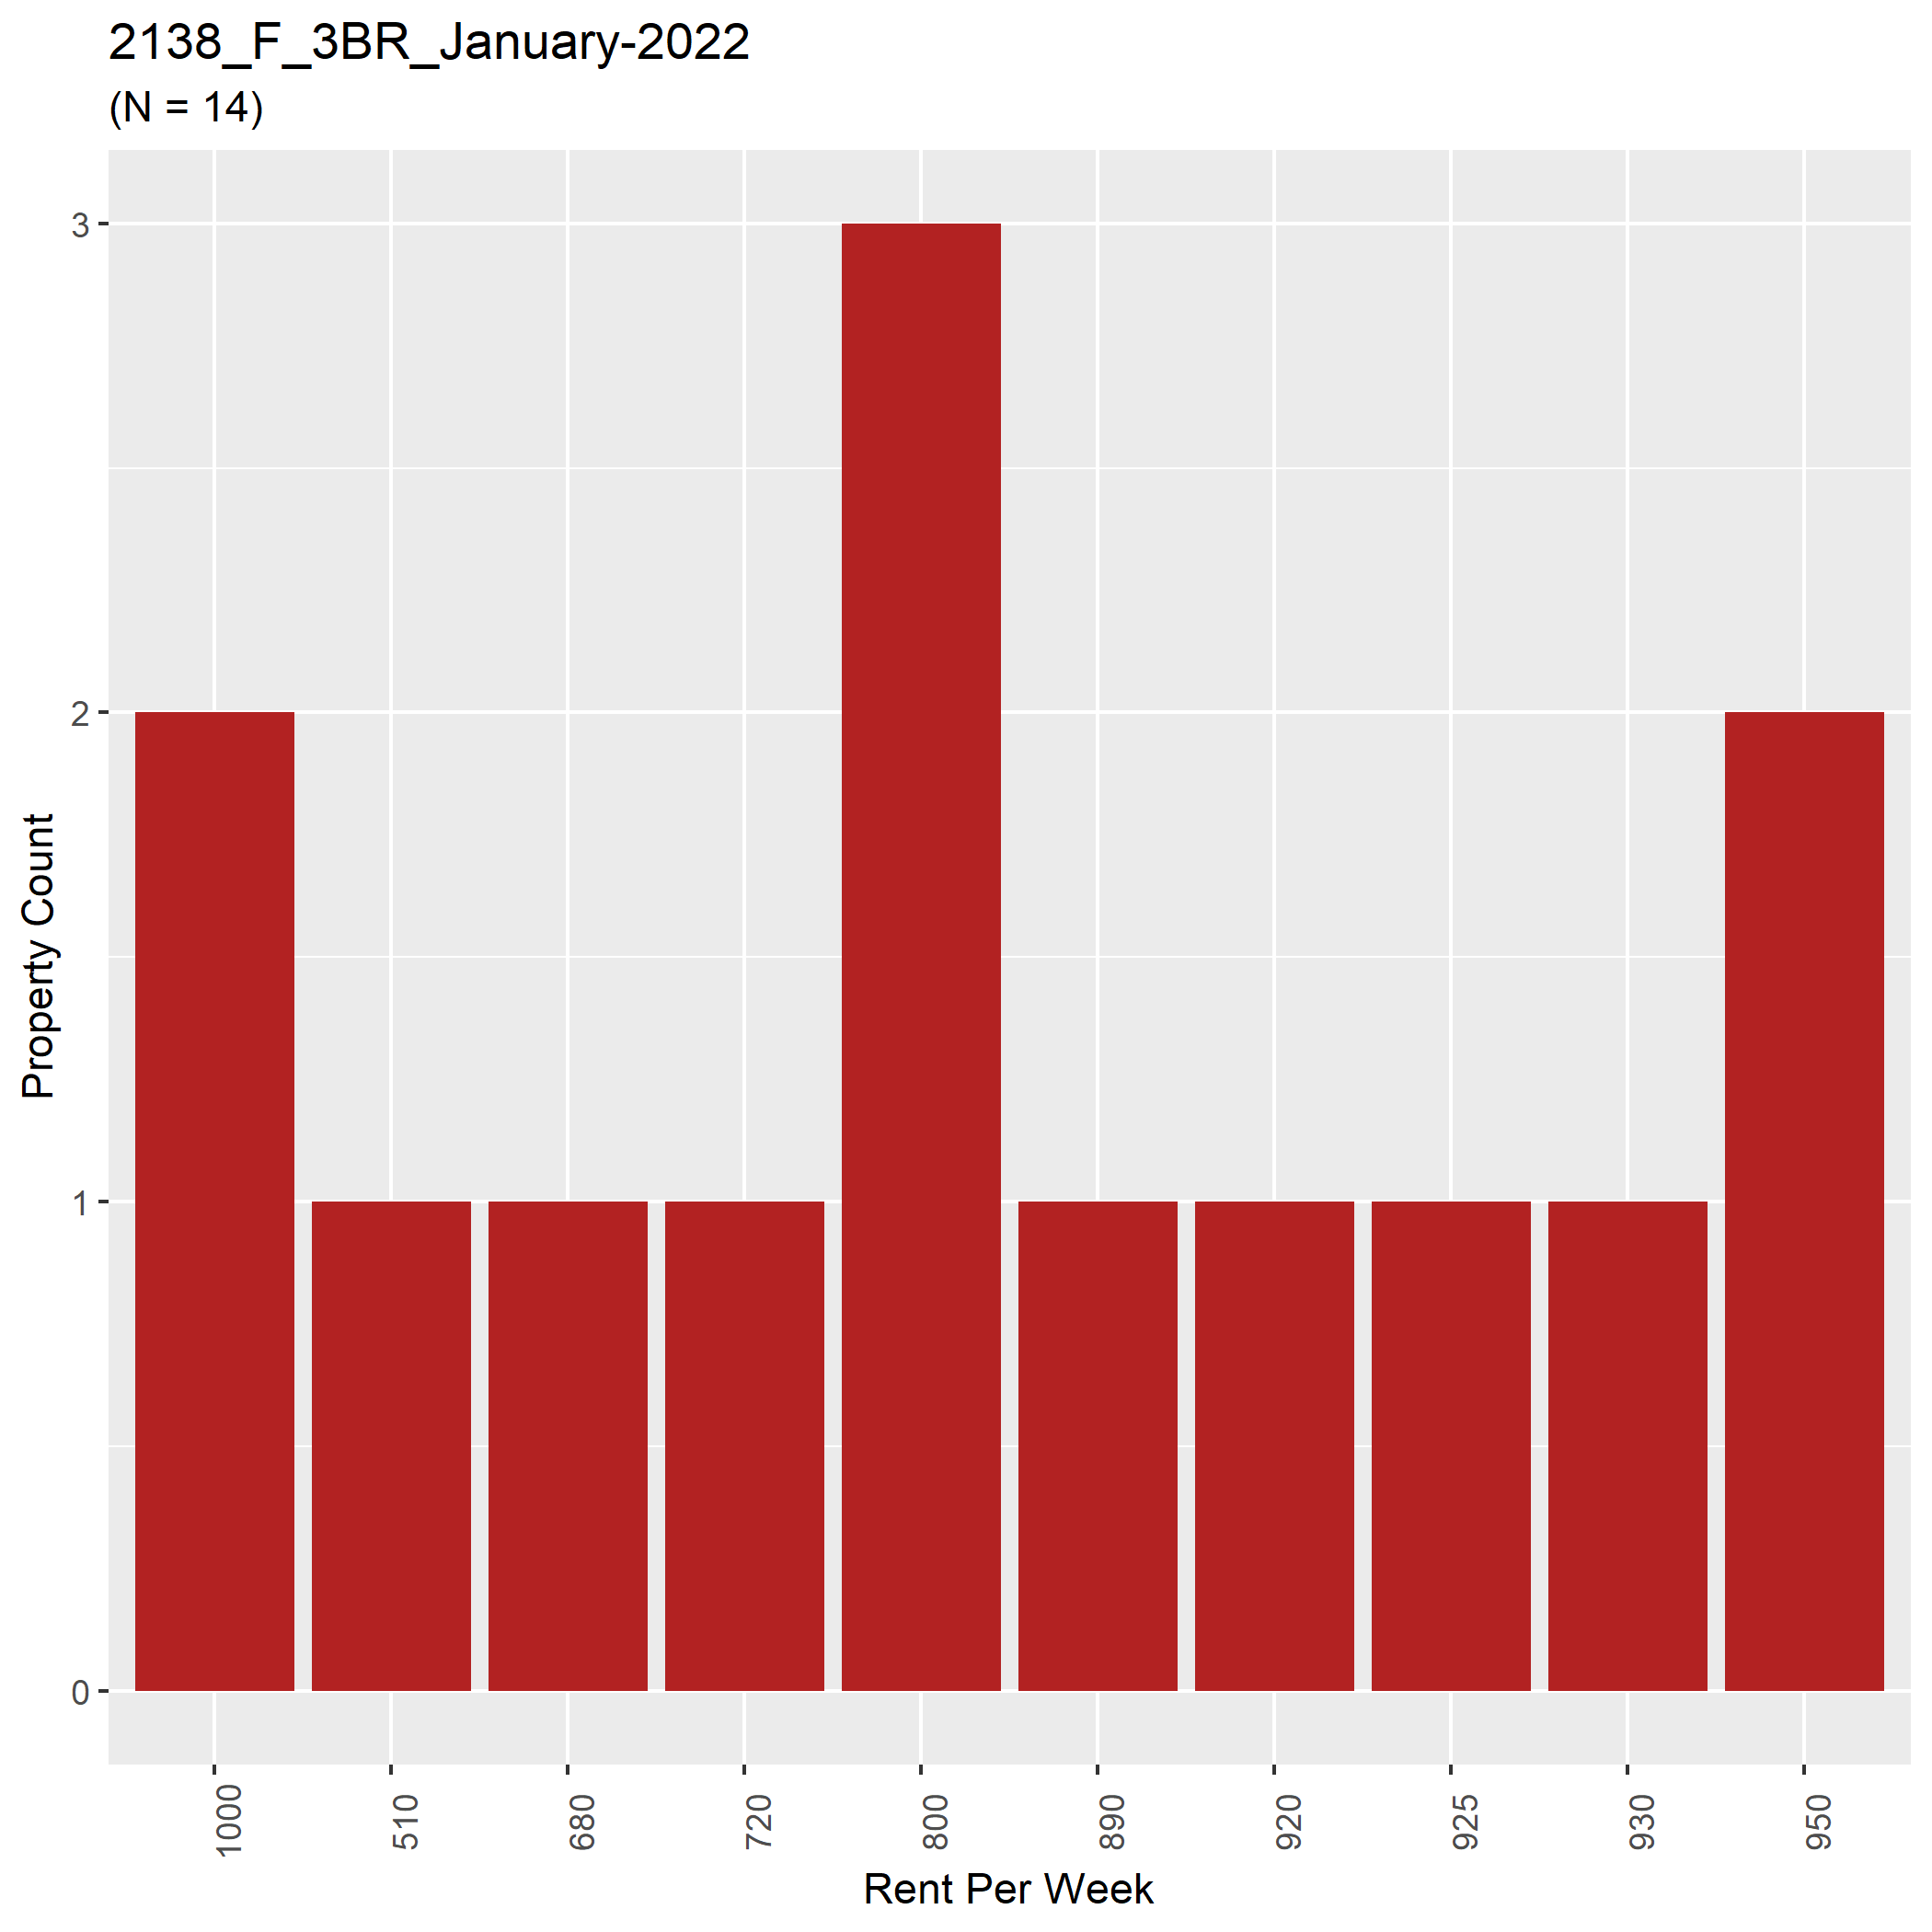 2138_F_3BR_January-2022
(N = 14)
Property Count
3
2
1
0
1000 510 680 720 800 890 920 925 930 950
Rent Per Week